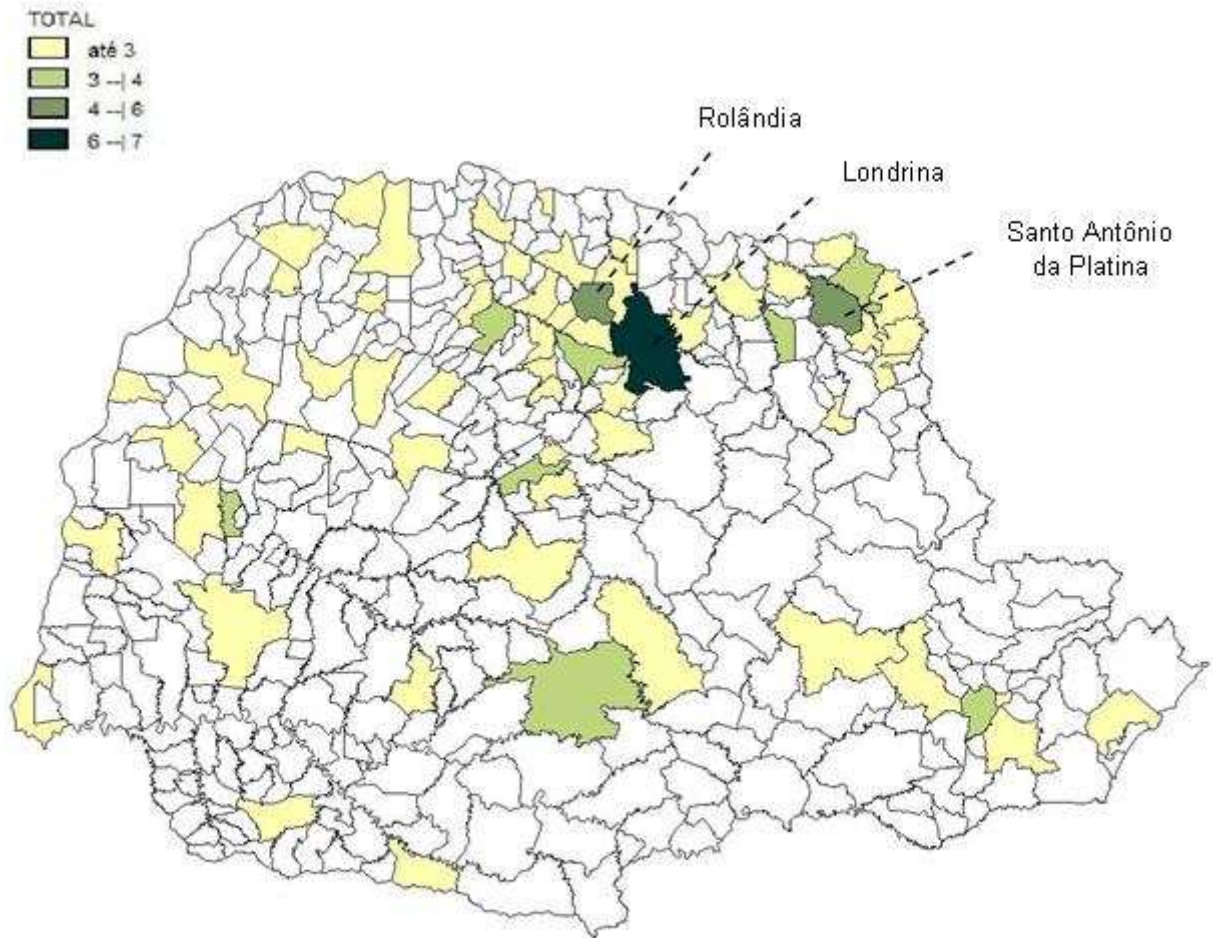 TOTAL
até 3
3 --| 4
4 --| 6
6 --| 7
Rolândia
Londrina
Santo Antônio
da Platina